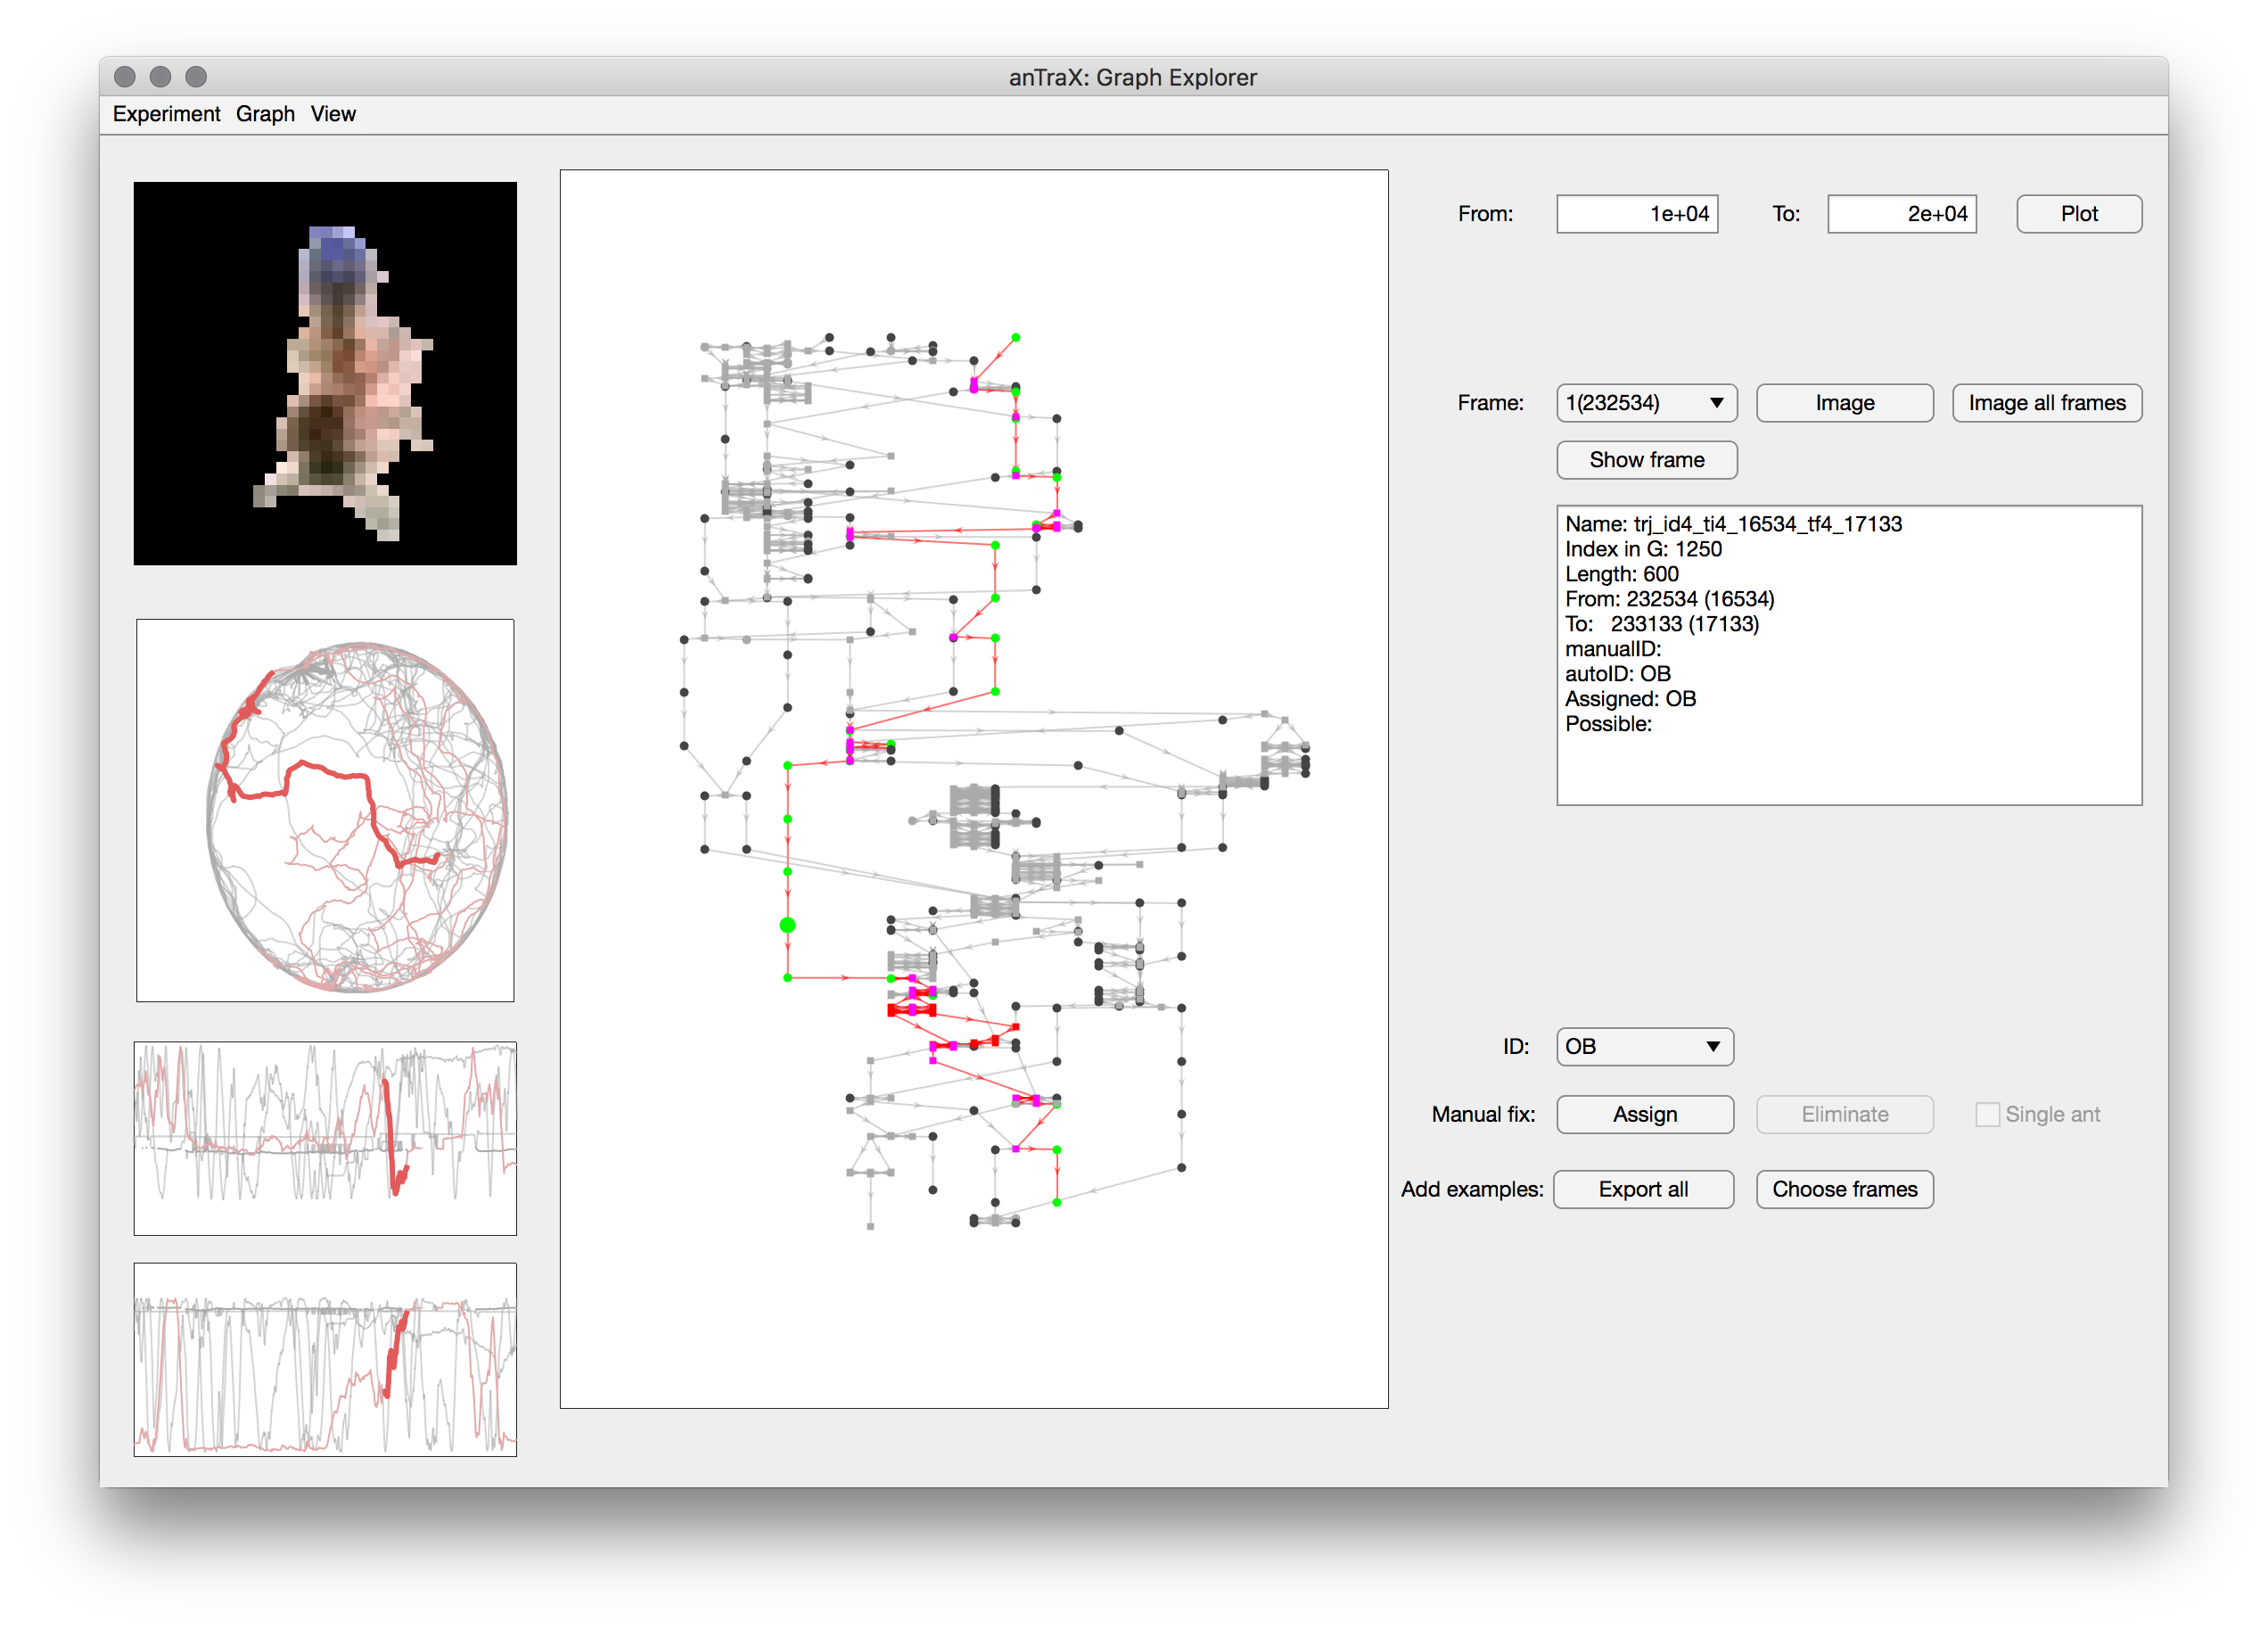 anTraX: Graph Explorer
Experiment Graph View
From: 1e+04 To: 2e+04 Plot
Frame: 1(232534) Image Image all frames
Show frame
Name: trj_id4_ti4_16534_tf4_17133
Index in G: 1250
Length: 600
From: 232534 (16534)
To: 233133 (17133)
manualID:
autoID: OB
Assigned: OB
Possible:
ID: OB
Manual fix: Assign Eliminate Single ant
Add examples: Export all Choose frames